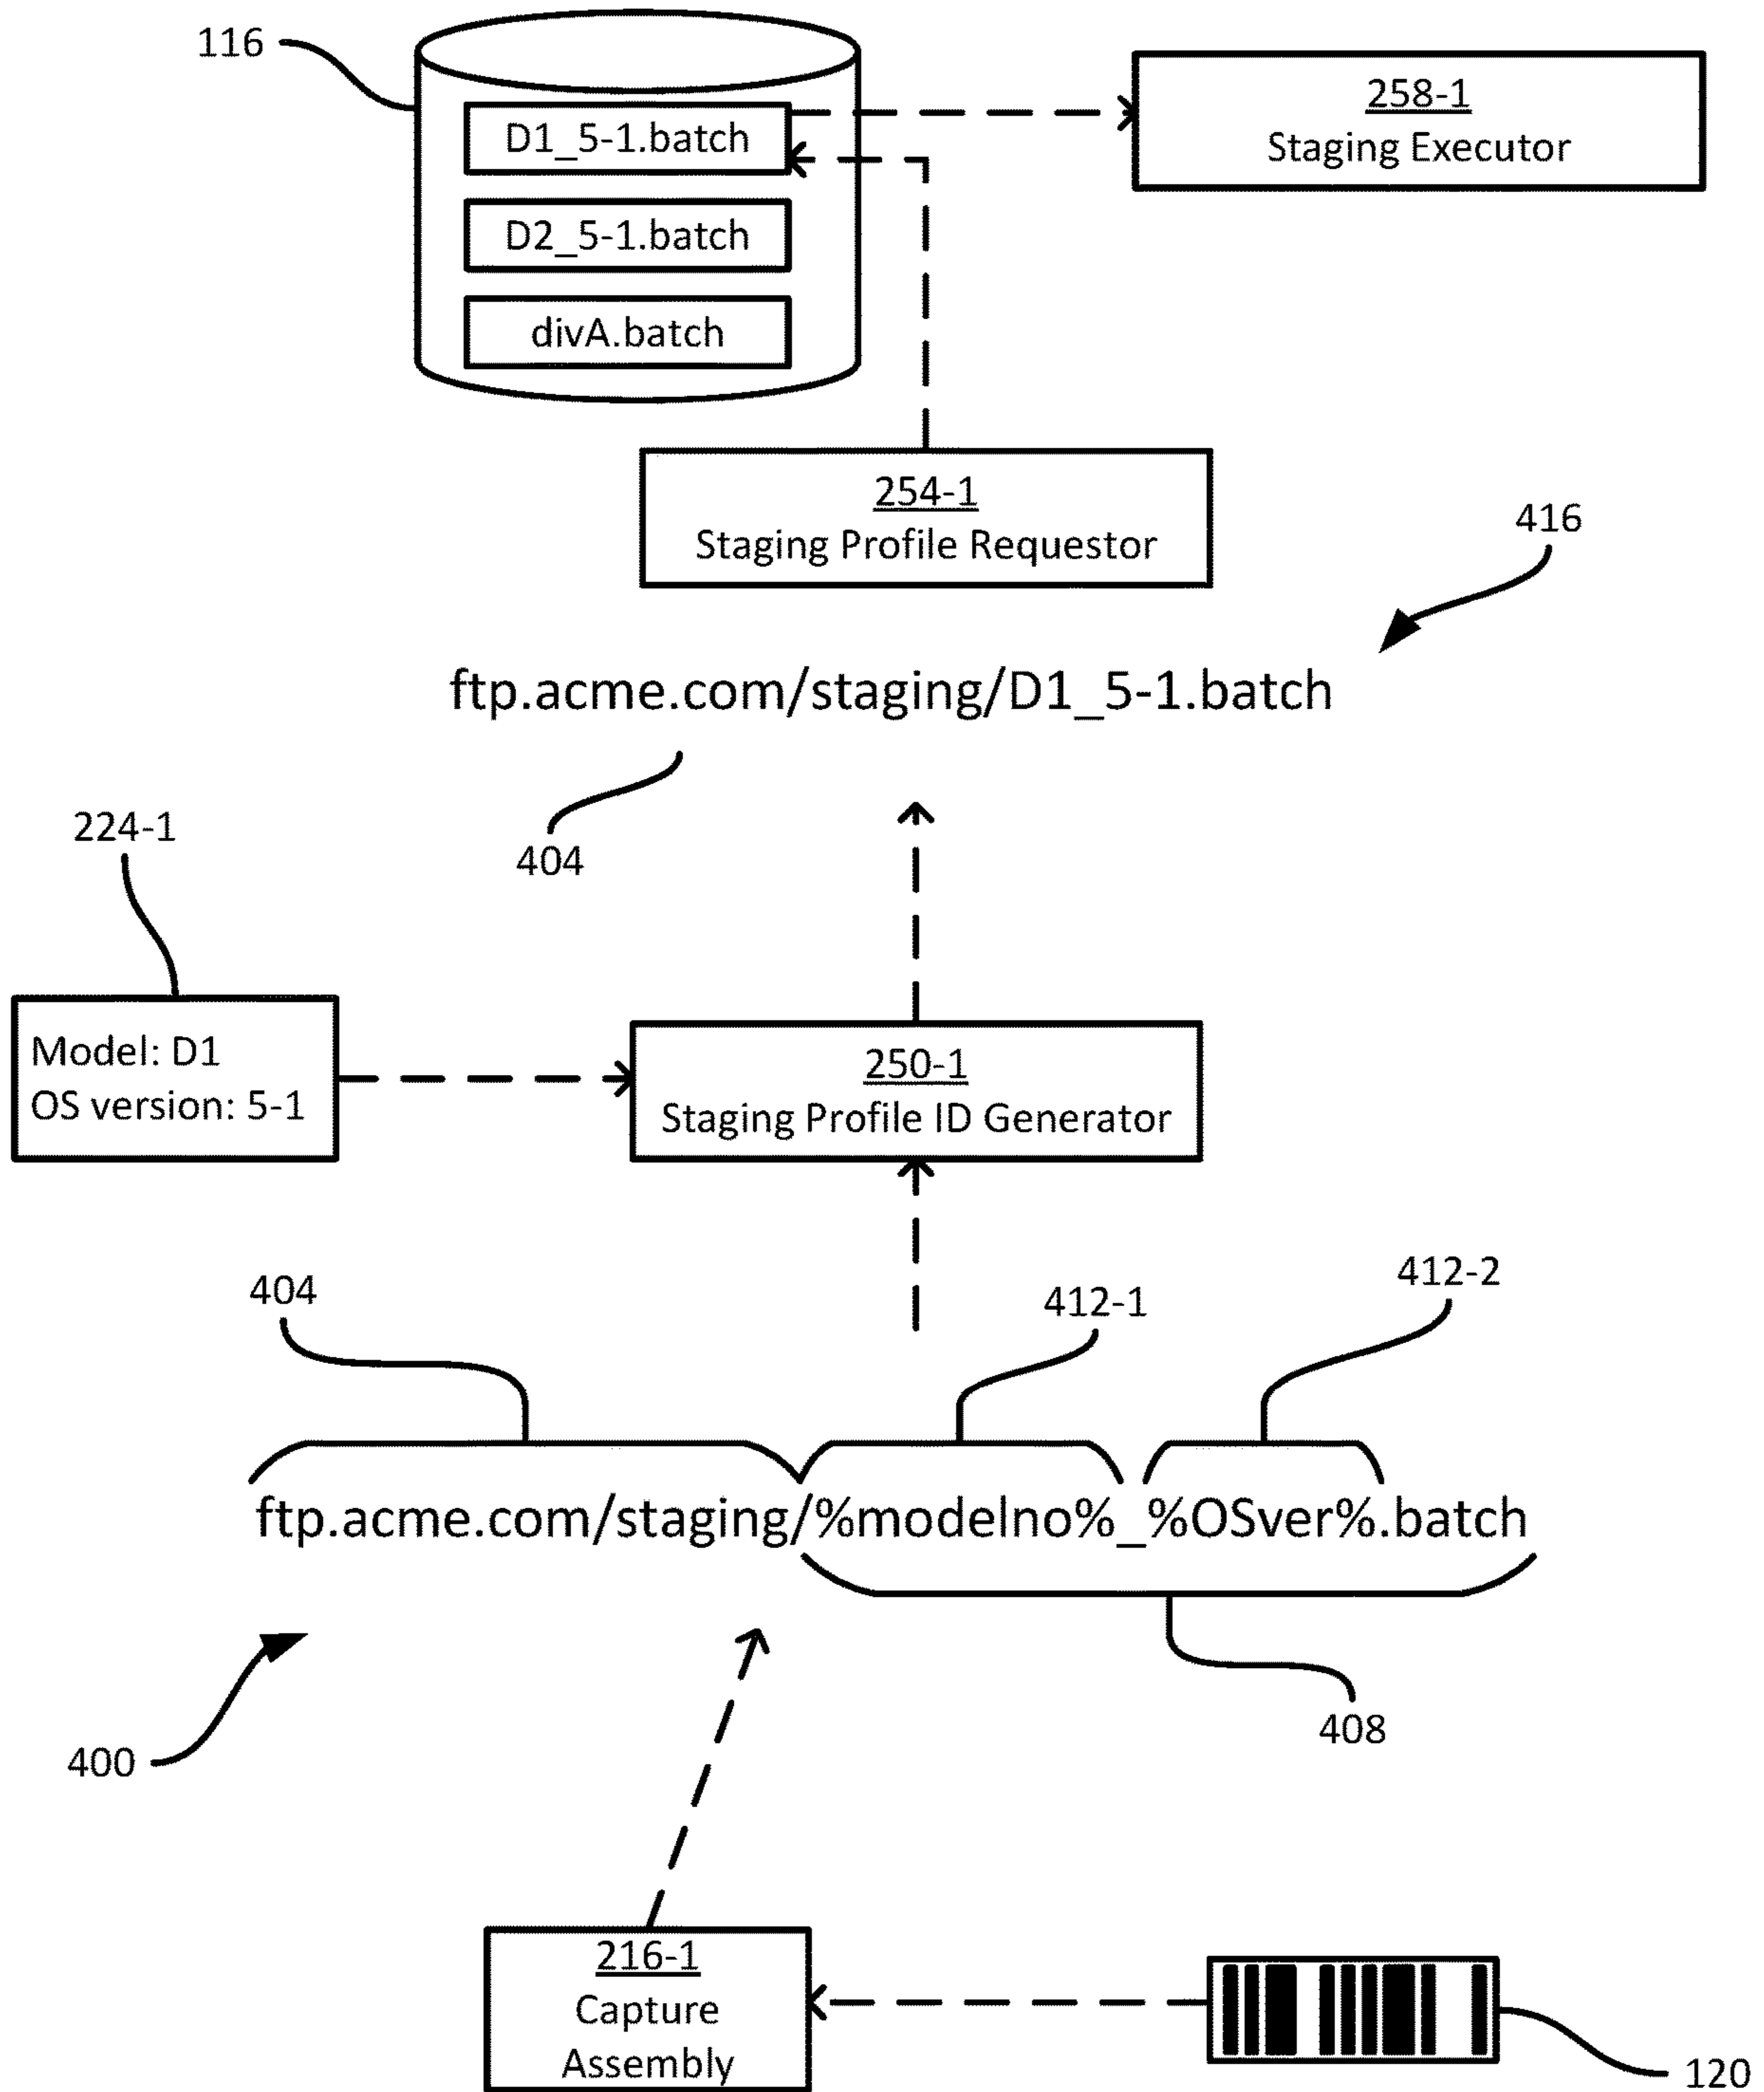 116
D1_5-1.batch
D2_5-1.batch
divA.batch
258-1
Staging Executor
254-1
Staging Profile Requestor
416
ftp.acme.com/staging/D1_5-1.batch
404
224-1
Model: D1
OS version: 5-1
250-1
Staging Profile ID Generator
404
412-1
412-2
ftp.acme.com/staging/%modelno%_%OSver%.batch
408
400
216-1
Capture
Assembly
120